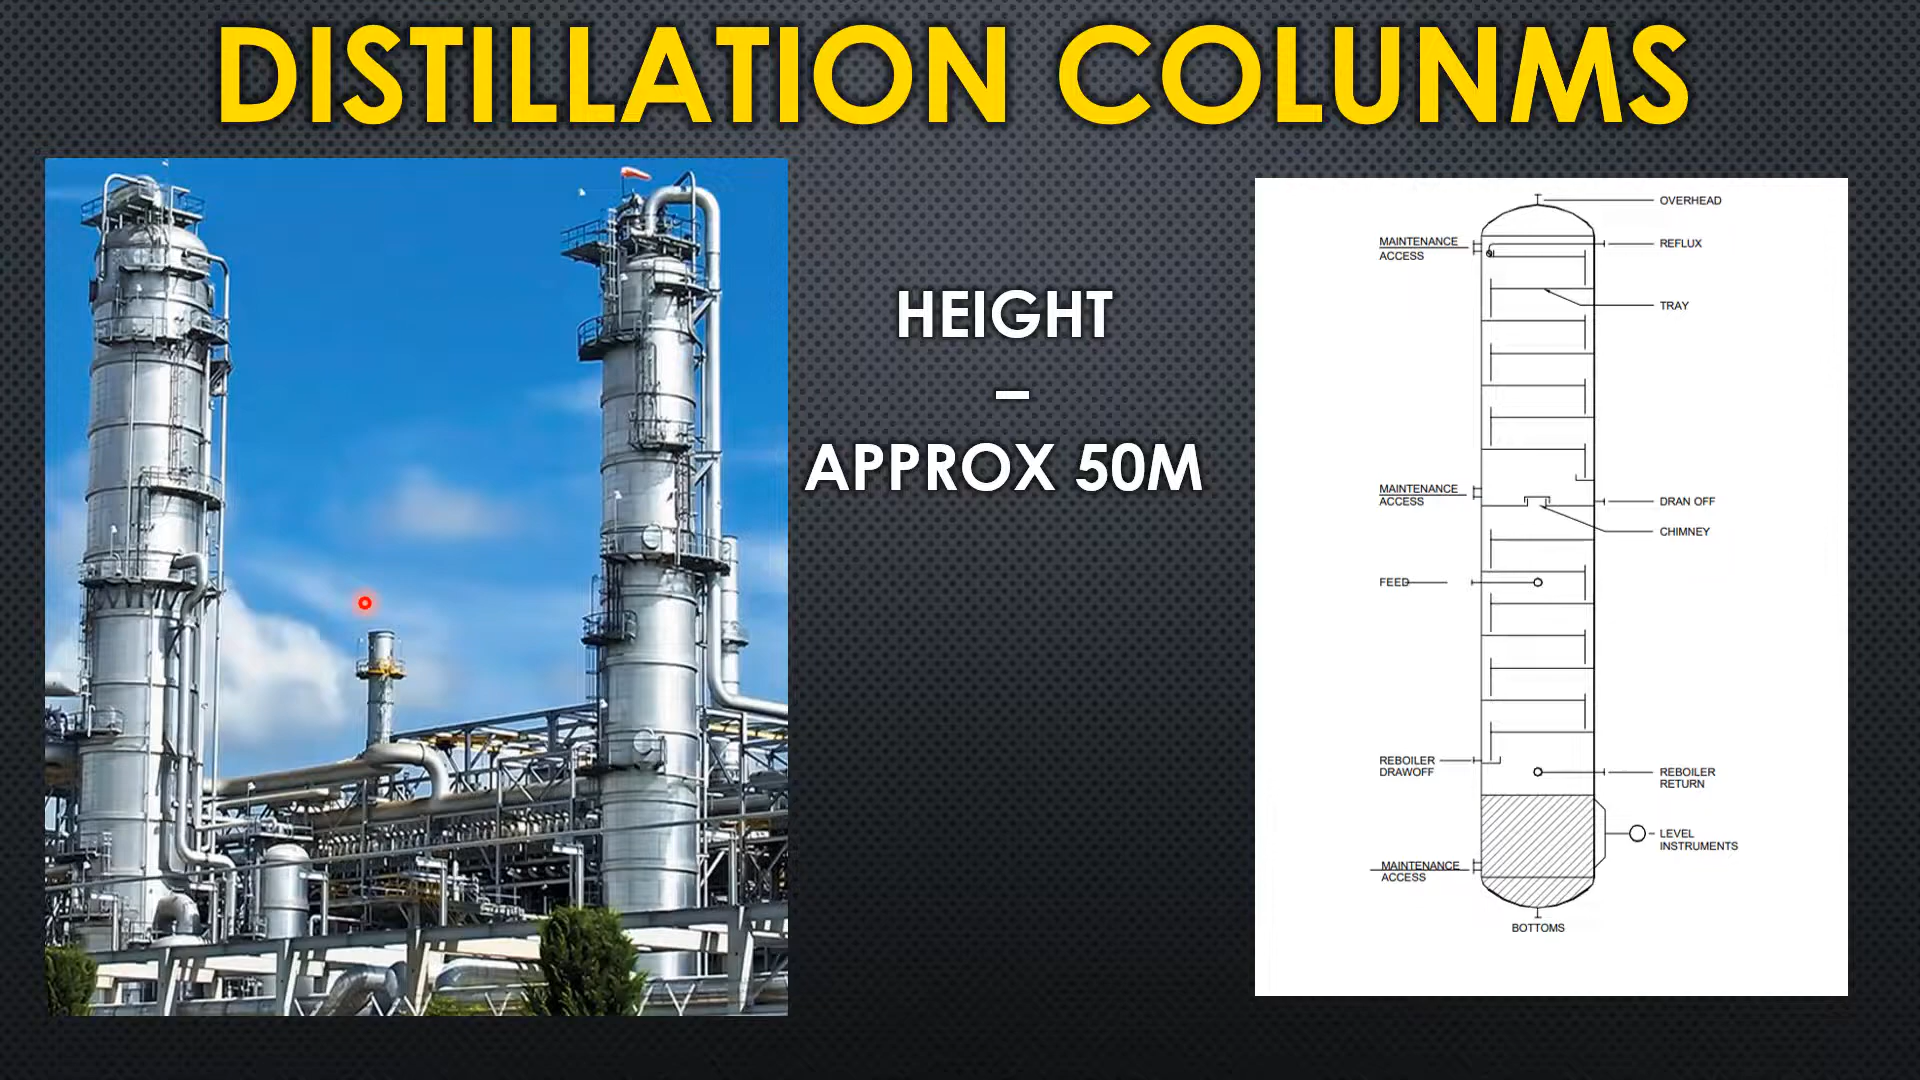 DISTILLATION COLUNMS
HEIGHT
–
APPROX 50M
OVERHEAD
MAINTENANCE
ACCESS
REFLUX
TRAY
MAINTENANCE
ACCESS
DRAN OFF
CHIMNEY
FEED
REBOILER
DRAWOFF
REBOILER
RETURN
LEVEL
INSTRUMENTS
MAINTENANCE
ACCESS
BOTTOMS